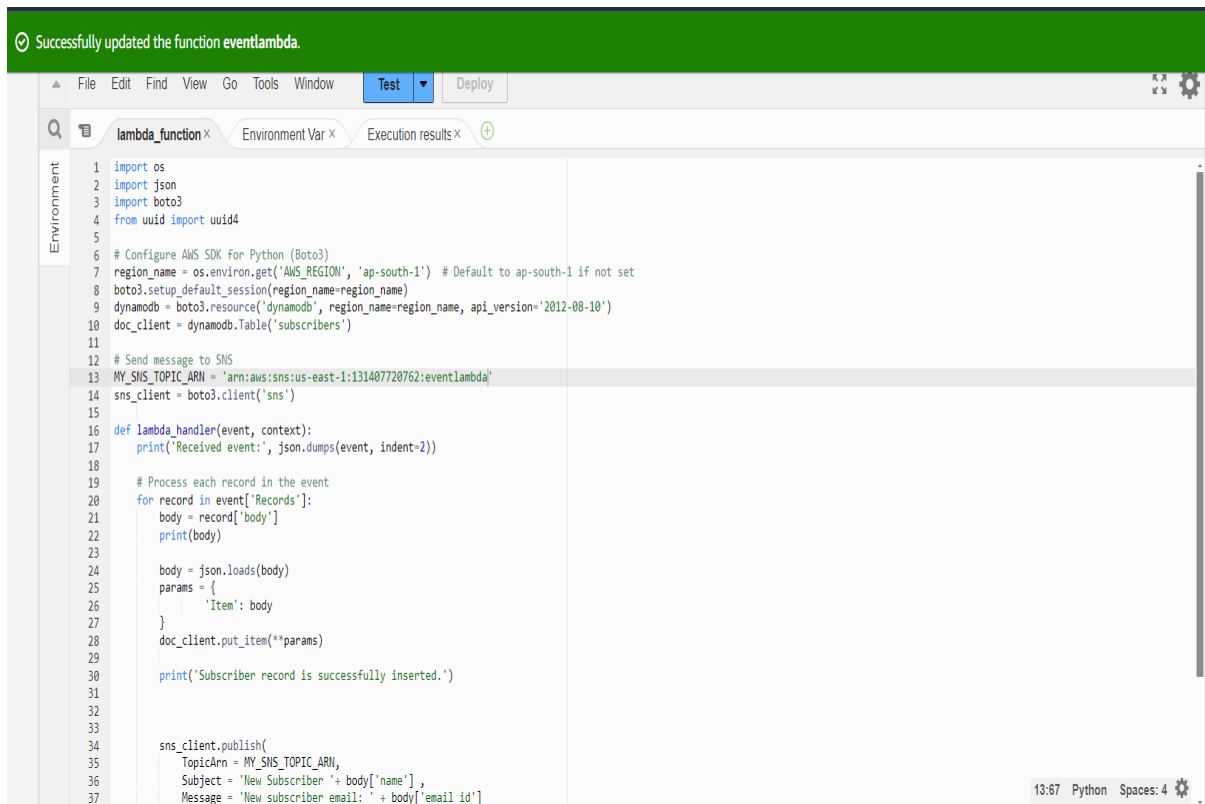 Successfully updated the function eventlambda.
File Edit Find View Go Tools Window Test Deploy
lambda_function × Environment Var × Execution results ×
Environment
1 import os
2 import json
3 import boto3
4 from uuid import uuid4
5
6 # Configure AWS SDK for Python (Boto3)
7 region_name = os.environ.get('AWS_REGION', 'ap-south-1')  # Default to ap-south-1 if not set
8 boto3.setup_default_session(region_name=region_name)
9 dynamodb = boto3.resource('dynamodb', region_name=region_name, api_version='2012-08-10')
10 doc_client = dynamodb.Table('subscribers')
11
12 # Send message to SNS
13 MY_SNS_TOPIC_ARN = 'arn:aws:sns:us-east-1:131407720762:eventlambda'
14 sns_client = boto3.client('sns')
15
16 def lambda_handler(event, context):
17     print('Received event:', json.dumps(event, indent=2))
18
19     # Process each record in the event
20     for record in event['Records']:
21         body = record['body']
22         print(body)
23
24         body = json.loads(body)
25         params = {
26                 'Item': body
27         }
28         doc_client.put_item(**params)
29
30         print('Subscriber record is successfully inserted.')
31
32
33
34         sns_client.publish(
35             TopicArn = MY_SNS_TOPIC_ARN,
36             Subject = 'New Subscriber '+ body['name'] ,
37             Message = 'New subscriber email: ' + body['email id']
13:67 Python Spaces: 4